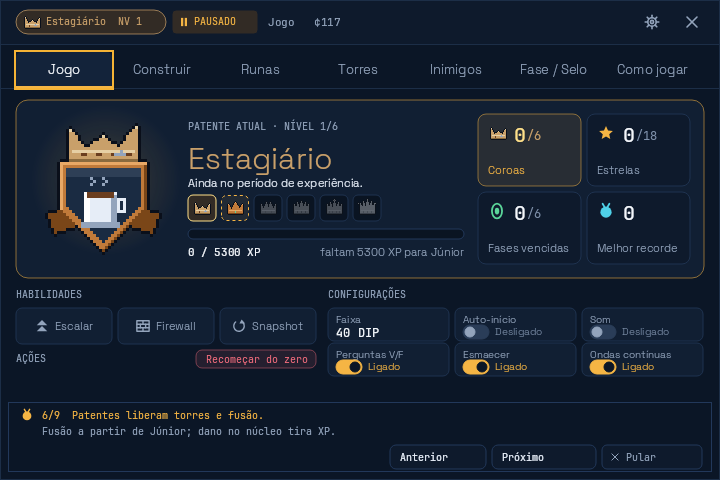 Estagiário NV 1
PAUSADO
Jogo $117
Jogo Construir Runas Torres Inimigos Fase / Selo Como jogar
PATENTE ATUAL · NÍVEL 1/6
Estagiário
Ainda no período de experiência.
0 / 5300 XP faltam 5300 XP para Júnior
0/6
Coroas
0/18
Estrelas
0/6
Fases vencidas
0
Melhor recorde
HABILIDADES
Escalar Firewall Snapshot
AÇÕES Recomeçar do zero
CONFIGURAÇÕES
Faixa
40 DIP
Auto-início
Desligado
Som
Desligado
Perguntas V/F
Ligado
Esmaecer
Ligado
Ondas contínuas
Ligado
6/9 Patentes liberam torres e fusão.
Fusão a partir de Júnior; dano no núcleo tira XP.
Anterior Próximo Pular